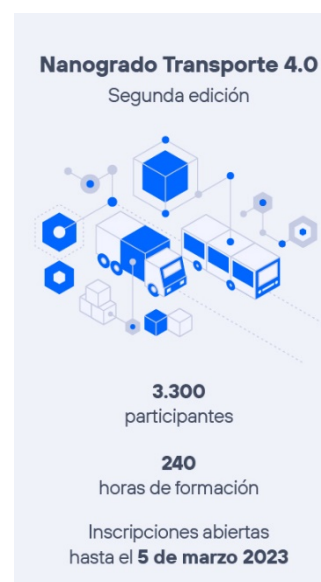 Nanogrado Transporte 4.0
Segunda edición
3.300
participantes
240
horas de formación
Inscripciones abiertas
hasta el 5 de marzo 2023